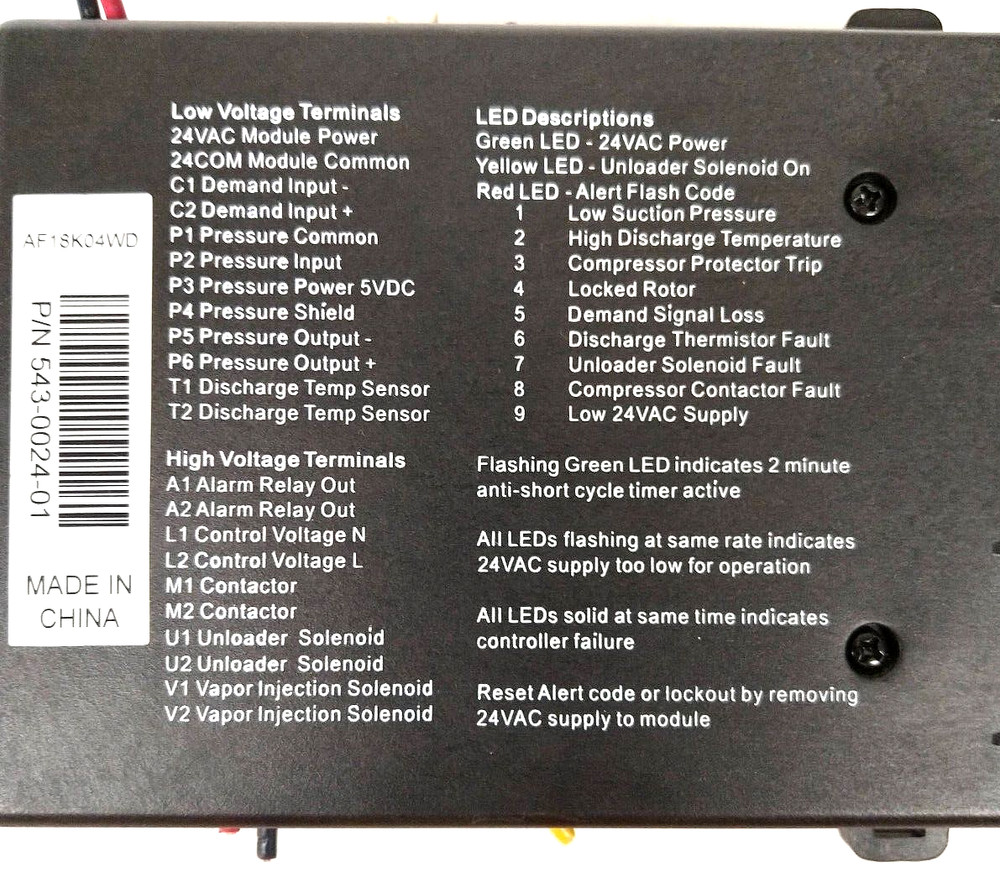 AF18K04WD
P/N 543-0024-01
MADE IN
CHINA
Low Voltage Terminals
24VAC Module Power
24COM Module Common
C1 Demand Input -
C2 Demand Input +
P1 Pressure Common
P2 Pressure Input
P3 Pressure Power 5VDC
P4 Pressure Shield
P5 Pressure Output -
P6 Pressure Output +
T1 Discharge Temp Sensor
T2 Discharge Temp Sensor
High Voltage Terminals
A1 Alarm Relay Out
A2 Alarm Relay Out
L1 Control Voltage N
L2 Control Voltage L
M1 Contactor
M2 Contactor
U1 Unloader Solenoid
U2 Unloader Solenoid
V1 Vapor Injection Solenoid
V2 Vapor Injection Solenoid
LED Descriptions
Green LED - 24VAC Power
Yellow LED - Unloader Solenoid On
Red LED - Alert Flash Code
1 Low Suction Pressure
2 High Discharge Temperature
3 Compressor Protector Trip
4 Locked Rotor
5 Demand Signal Loss
6 Discharge Thermistor Fault
7 Unloader Solenoid Fault
8 Compressor Contactor Fault
9 Low 24VAC Supply
Flashing Green LED indicates 2 minute
anti-short cycle timer active
All LEDs flashing at same rate indicates
24VAC supply too low for operation
All LEDs solid at same time indicates
controller failure
Reset Alert code or lockout by removing
24VAC supply to module